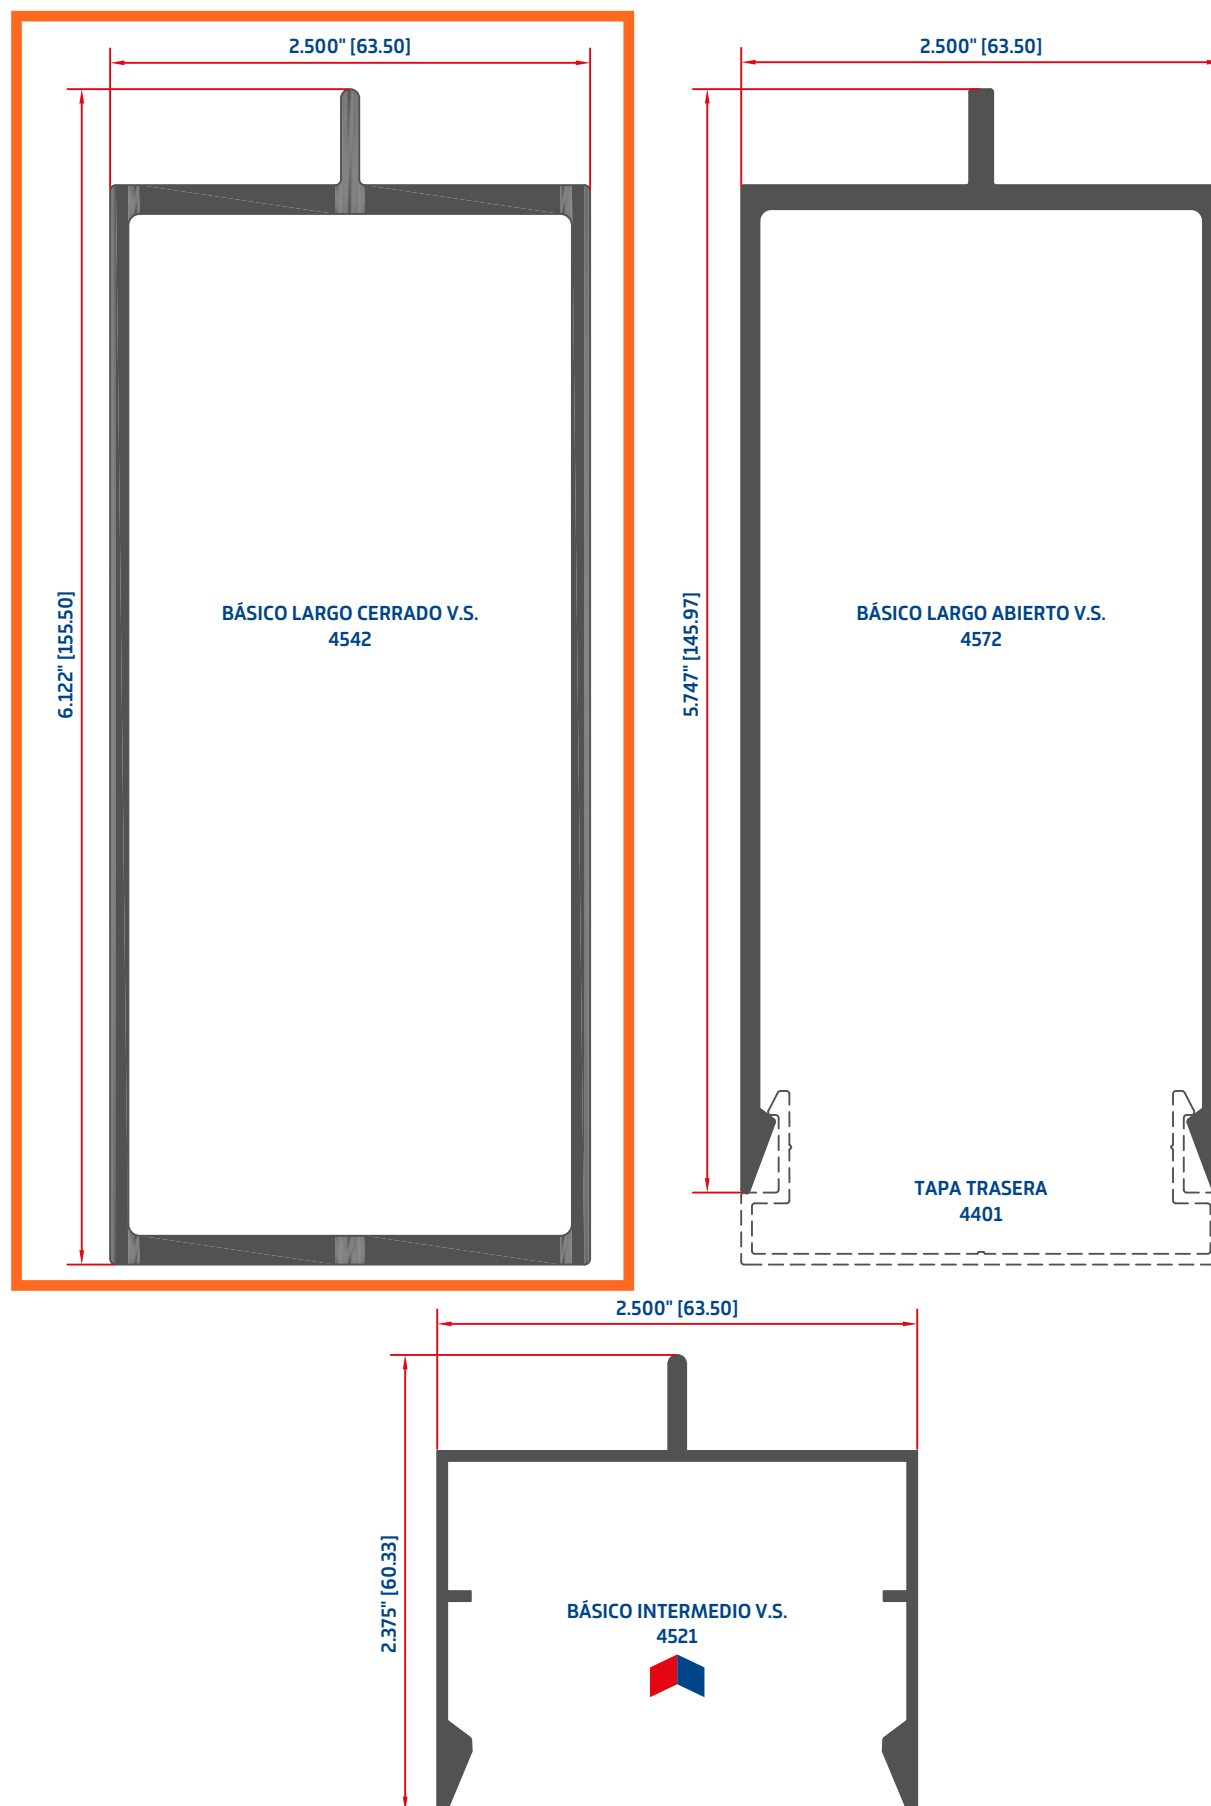 2.500" [63.50]
2.500" [63.50]
6.122" [155.50]
BÁSICO LARGO CERRADO V.S.
4542
5.747" [145.97]
BÁSICO LARGO ABIERTO V.S.
4572
TAPA TRASERA
4401
2.500" [63.50]
2.375" [60.33]
BÁSICO INTERMEDIO V.S.
4521